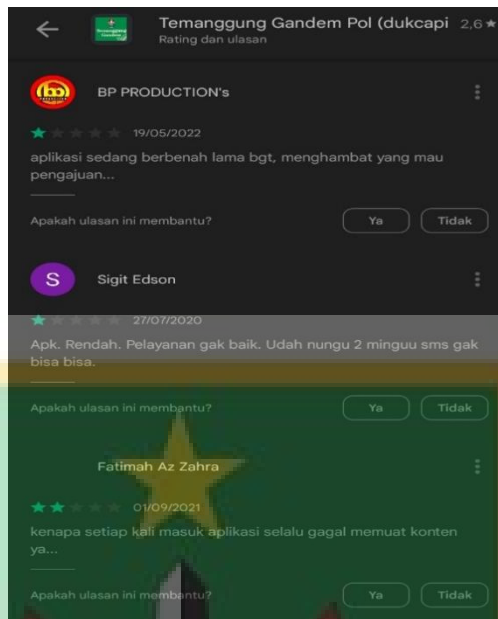 Temanggung Gandem Pol (dukcapi 2,6★
Rating dan ulasan
BP PRODUCTION's
19/05/2022
aplikasi sedang berbenah lama bgt, menghambat yang mau
pengajuan...
Apakah ulasan ini membantu? Ya Tidak
S Sigit Edson
27/07/2020
Apk. Rendah. Pelayanan gak baik. Udah nungu 2 minguu sms gak
bisa bisa.
Apakah ulasan ini membantu? Ya Tidak
Fatimah Az Zahra
01/09/2021
kenapa setiap kali masuk aplikasi selalu gagal memuat konten
ya...
Apakah ulasan ini membantu? Ya Tidak